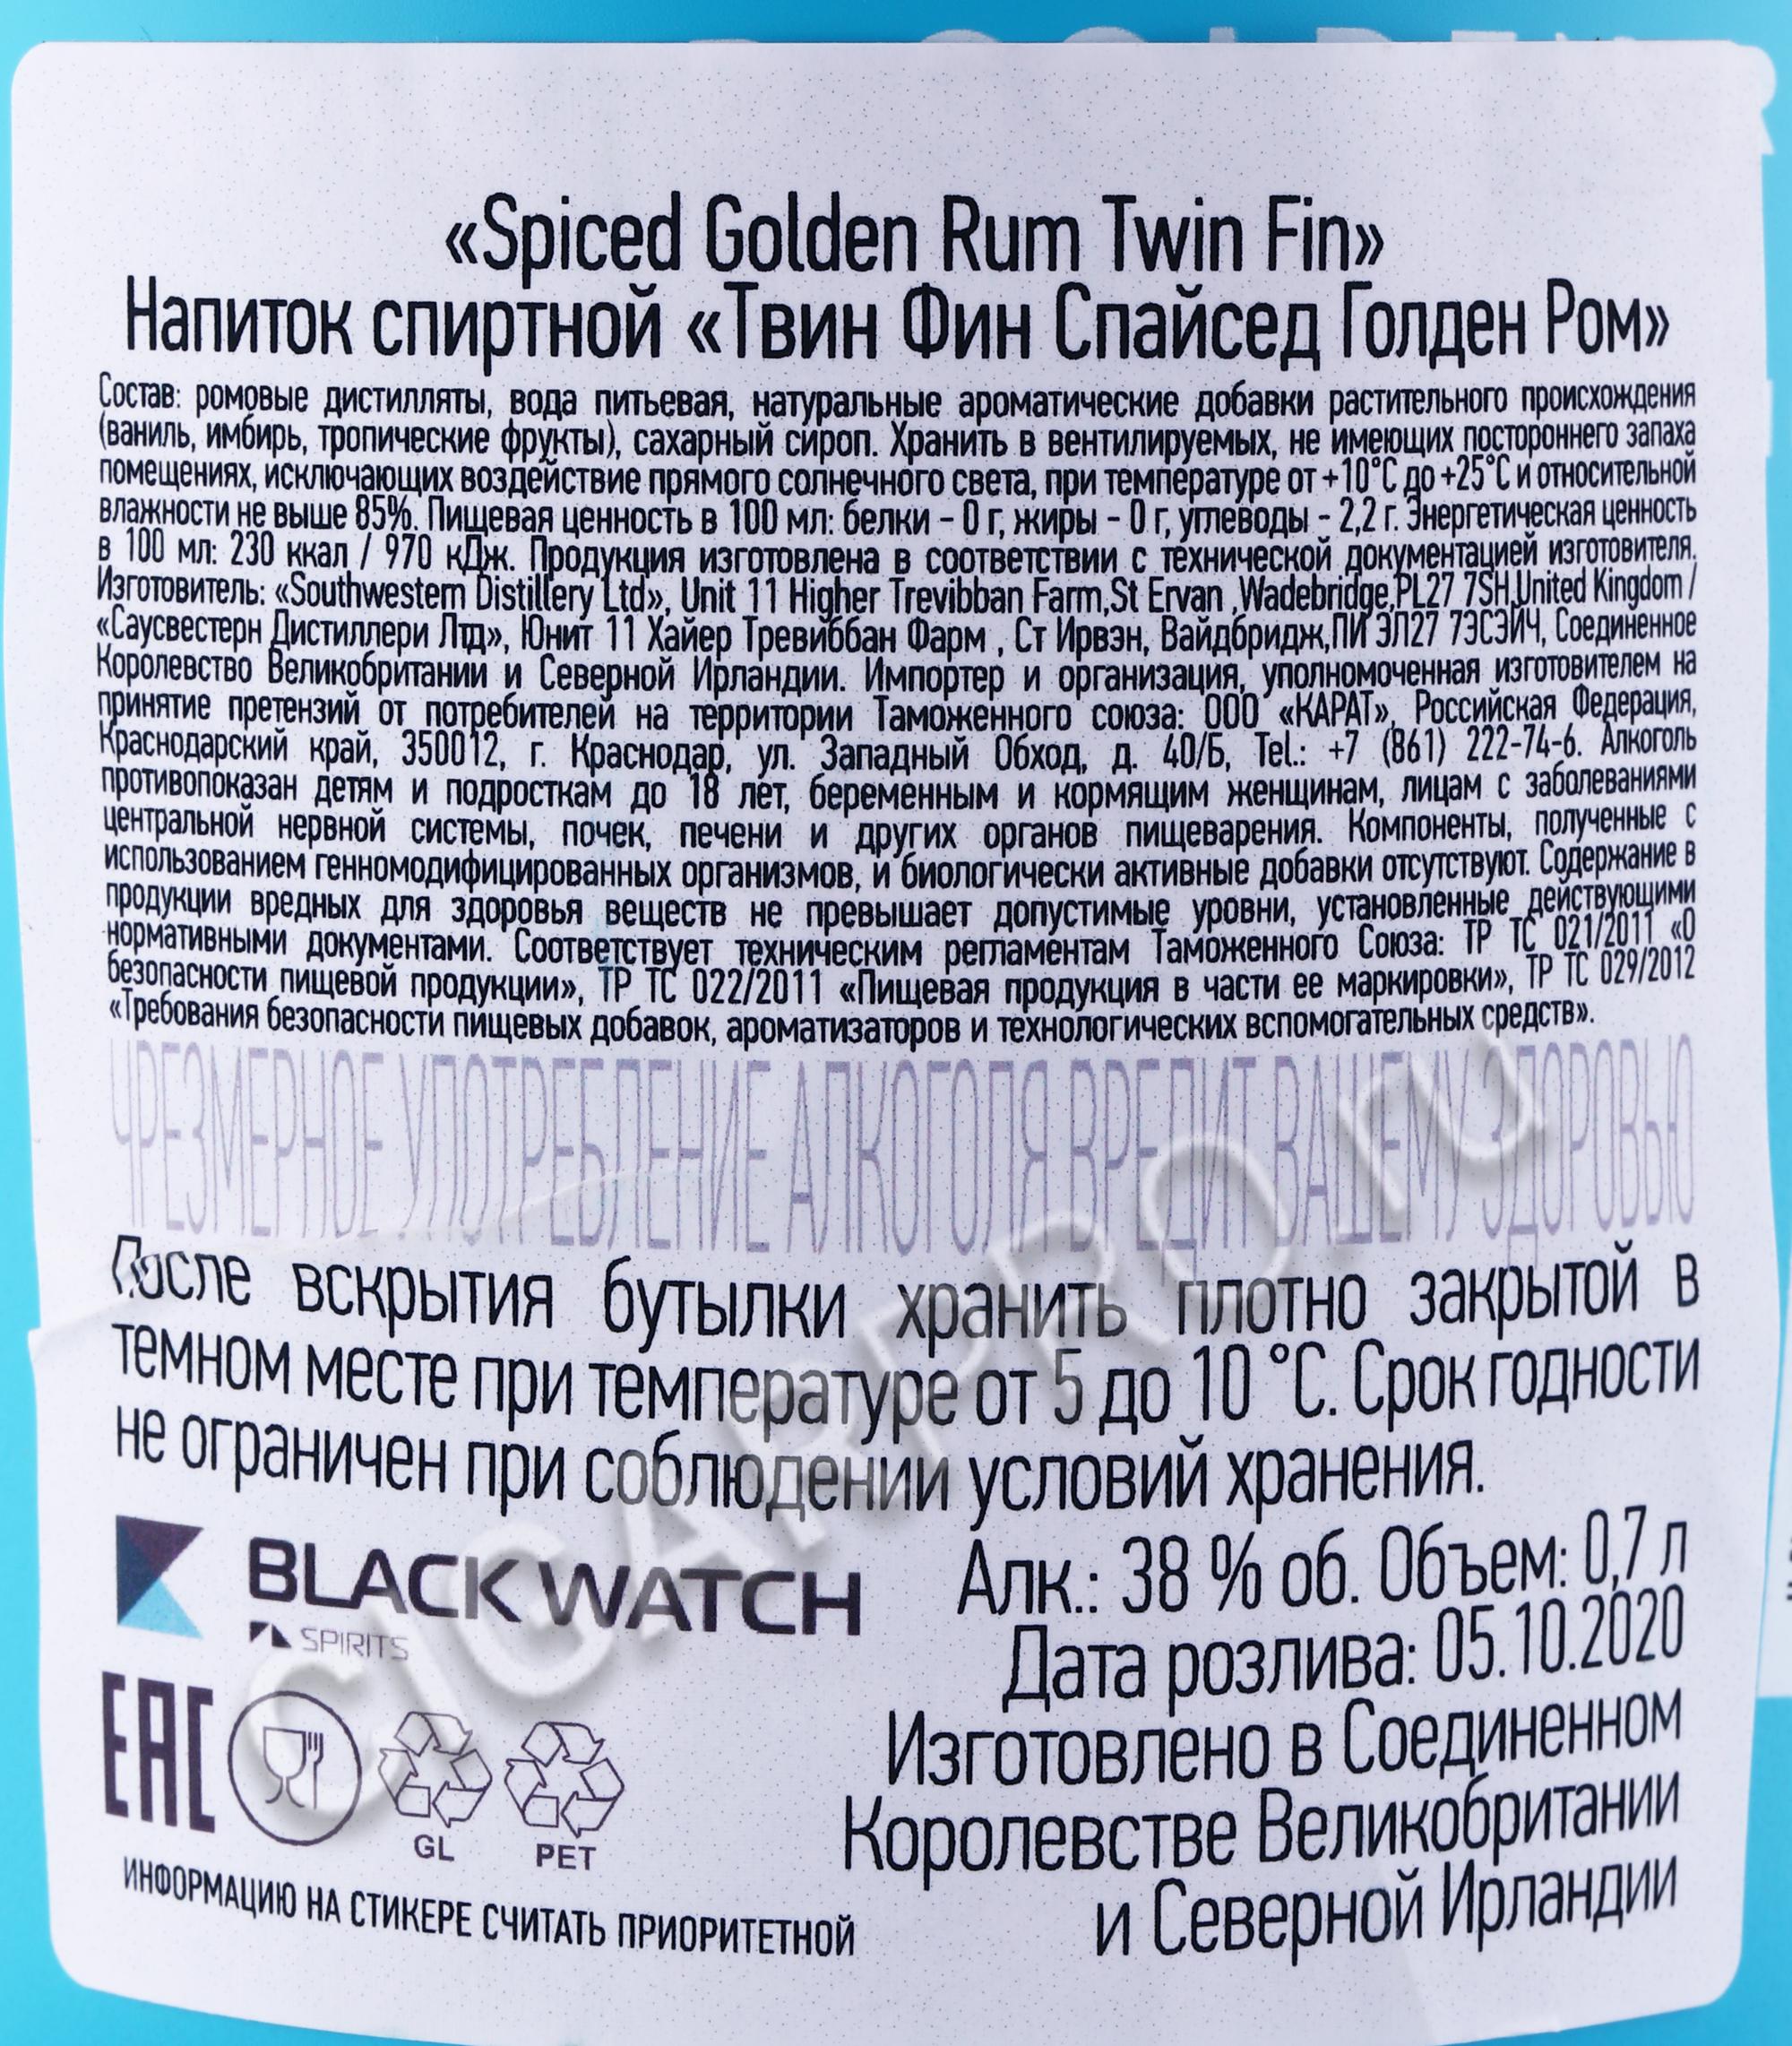 «Spiced Golden Rum Twin Fin»
Напиток спиртной «Твин Фин Спайсед Голден Ром»
Состав: ромовые дистилляты, вода питьевая, натуральные ароматические добавки растительного происхождения
(ваниль, имбирь, тропические фрукты), сахарный сироп. Хранить в вентилируемых, не имеющих постороннего запаха
помещениях, исключающих воздействие прямого солнечного света, при температуре от +10°С до +25°С и относительной
влажности не выше 85%. Пищевая ценность в 100 мл: белки - 0 г, жиры - 0 г, углеводы - 2,2 г. Энергетическая ценность
в 100 мл: 230 ккал / 970 кДж. Продукция изготовлена в соответствии с технической документацией изготовителя.
Изготовитель: «Southwestern Distillery Ltd», Unit 11 Higher Trevibban Farm,St Ervan ,Wadebridge,PL27 7SH,United Kingdom /
«Саусвестерн Дистиллери Лтд», Юнит 11 Хайер Тревиббан Фарм , Ст Ирвэн, Вайдбридж,ПИ ЭЛ27 7ЭСЭЙЧ, Соединенное
Королевство Великобритании и Северной Ирландии. Импортер и организация, уполномоченная изготовителем на
принятие претензий от потребителей на территории Таможенного союза: ООО «КАРАТ», Российская Федерация,
Краснодарский край, 350012, г. Краснодар, ул. Западный Обход, д. 40/Б, Tel.: +7 (861) 222-74-6. Алкоголь
противопоказан детям и подросткам до 18 лет, беременным и кормящим женщинам, лицам с заболеваниями
центральной нервной системы, почек, печени и других органов пищеварения. Компоненты, полученные с
использованием генномодифицированных организмов, и биологически активные добавки отсутствуют. Содержание в
продукции вредных для здоровья веществ не превышает допустимые уровни, установленные действующими
нормативными документами. Соответствует техническим регламентам Таможенного Союза: ТР ТС 021/2011 «О
безопасности пищевой продукции», ТР ТС 022/2011 «Пищевая продукция в части ее маркировки», ТР ТС 029/2012
«Требования безопасности пищевых добавок, ароматизаторов и технологических вспомогательных средств».
ЧРЕЗМЕРНОЕ УПОТРЕБЛЕНИЕ АЛКОГОЛЯ ВРЕДИТ ВАШЕМУ ЗДОРОВЬЮ
После вскрытия бутылки хранить плотно закрытой в
темном месте при температуре от 5 до 10 °С. Срок годности
не ограничен при соблюдении условий хранения.
BLACK WATCH
SPIRITS
Алк.: 38 % об. Объем: 0,7 л
Дата розлива: 05.10.2020
Изготовлено в Соединенном
Королевстве Великобритании
и Северной Ирландии
EAC
GL
PET
ИНФОРМАЦИЮ НА СТИКЕРЕ СЧИТАТЬ ПРИОРИТЕТНОЙ
CIGARPRO.ru